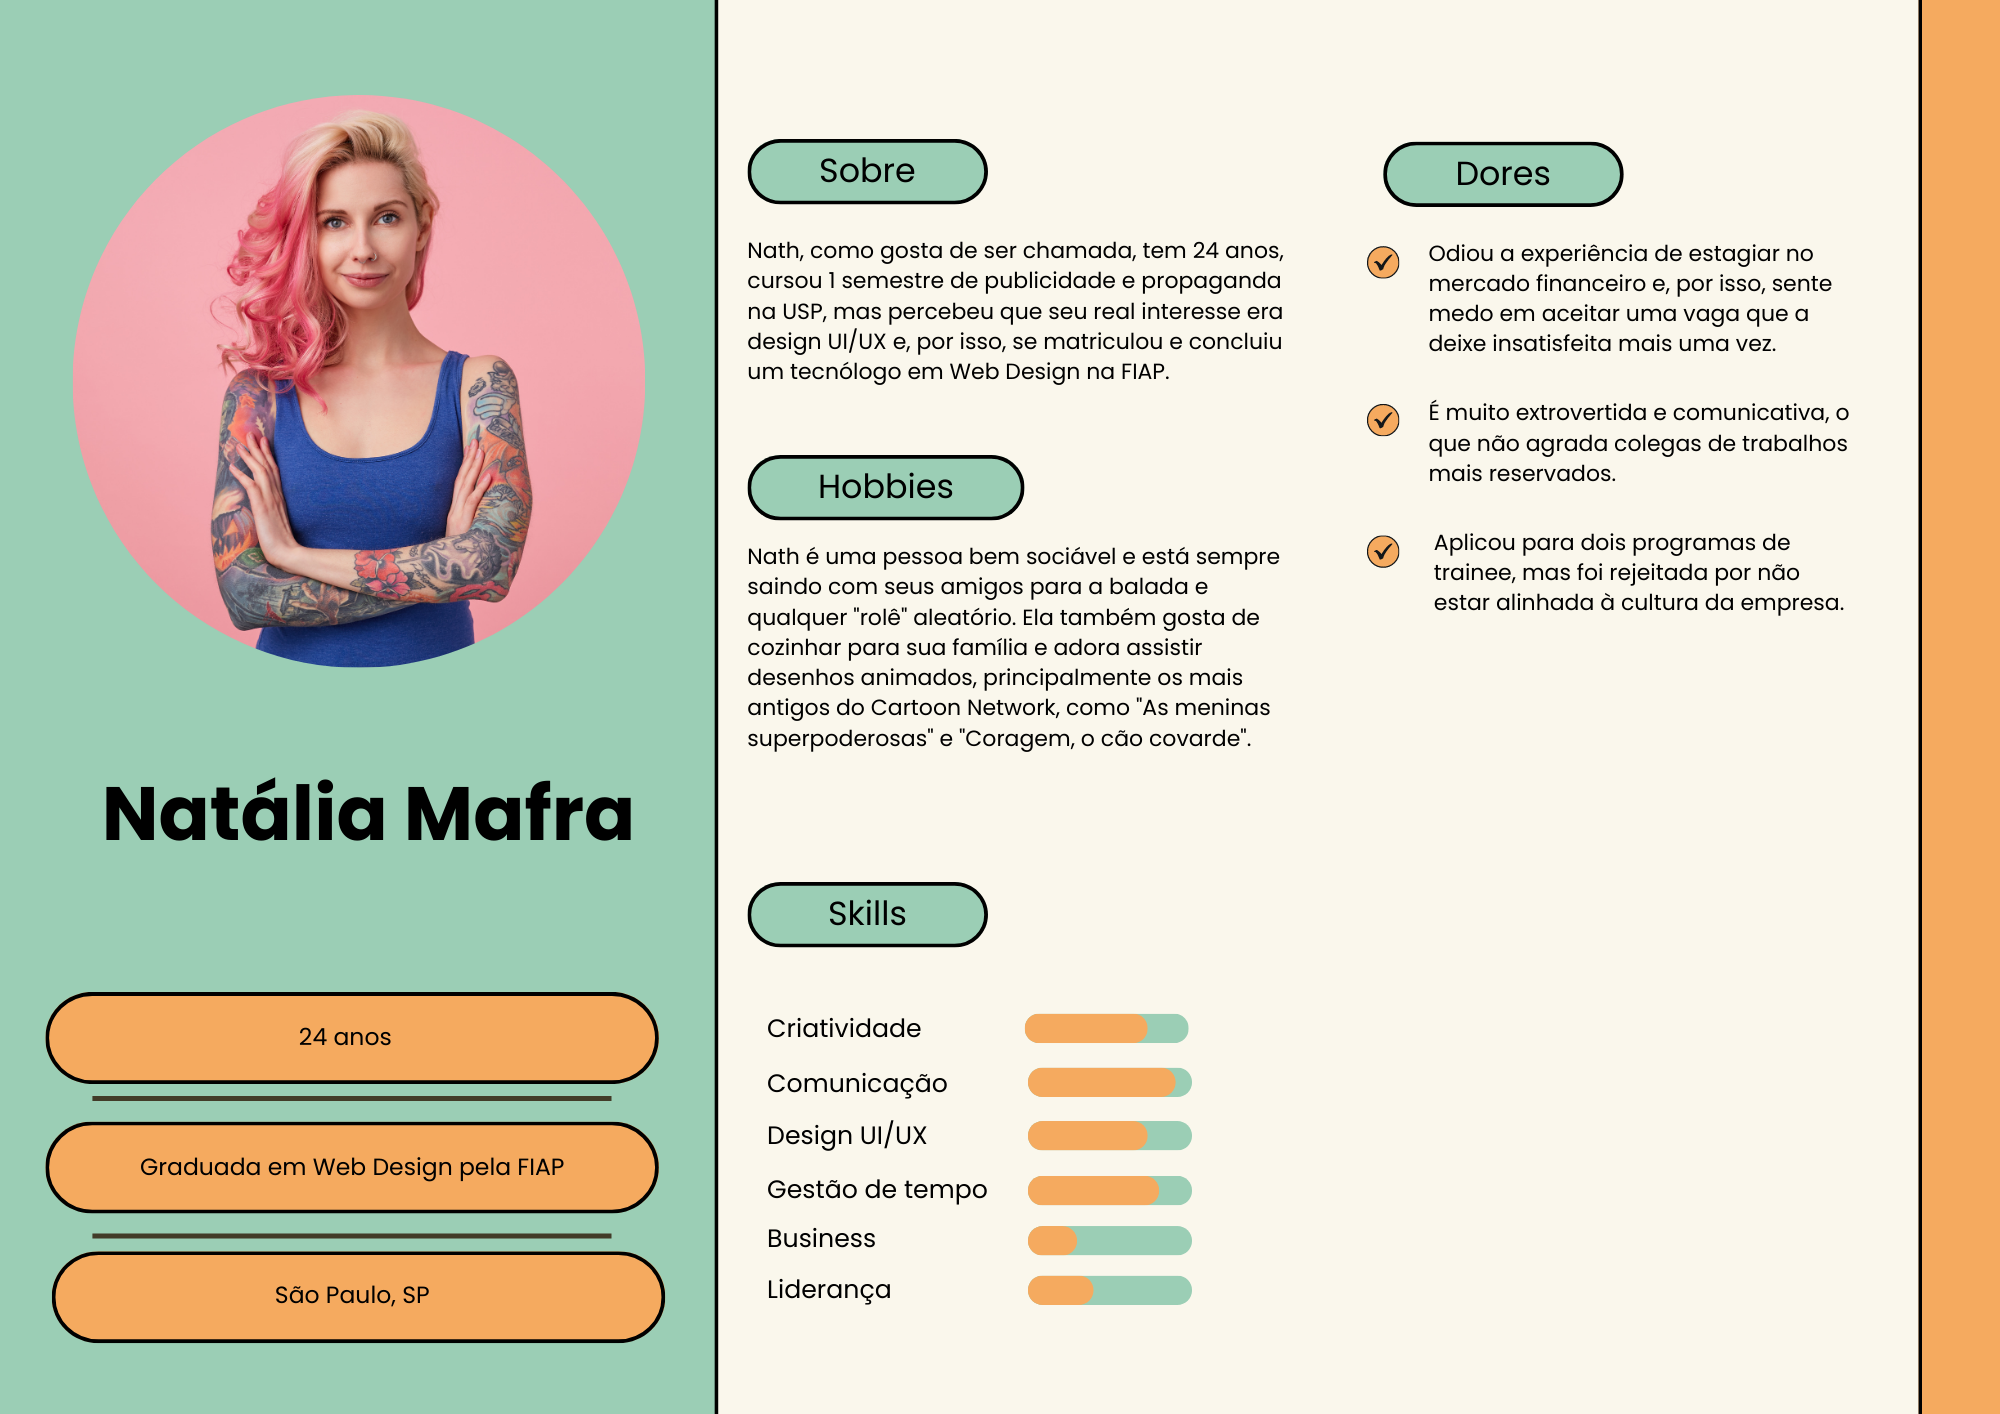 Natália Mafra
24 anos
Graduada em Web Design pela FIAP
São Paulo, SP
Sobre
Nath, como gosta de ser chamada, tem 24 anos,
cursou 1 semestre de publicidade e propaganda
na USP, mas percebeu que seu real interesse era
design UI/UX e, por isso, se matriculou e concluiu
um tecnólogo em Web Design na FIAP.
Hobbies
Nath é uma pessoa bem sociável e está sempre
saindo com seus amigos para a balada e
qualquer "rolê" aleatório. Ela também gosta de
cozinhar para sua família e adora assistir
desenhos animados, principalmente os mais
antigos do Cartoon Network, como "As meninas
superpoderosas" e "Coragem, o cão covarde".
Skills
Criatividade
Comunicação
Design UI/UX
Gestão de tempo
Business
Liderança
Dores
Odiou a experiência de estagiar no
mercado financeiro e, por isso, sente
medo em aceitar uma vaga que a
deixe insatisfeita mais uma vez.
É muito extrovertida e comunicativa, o
que não agrada colegas de trabalhos
mais reservados.
Aplicou para dois programas de
trainee, mas foi rejeitada por não
estar alinhada à cultura da empresa.